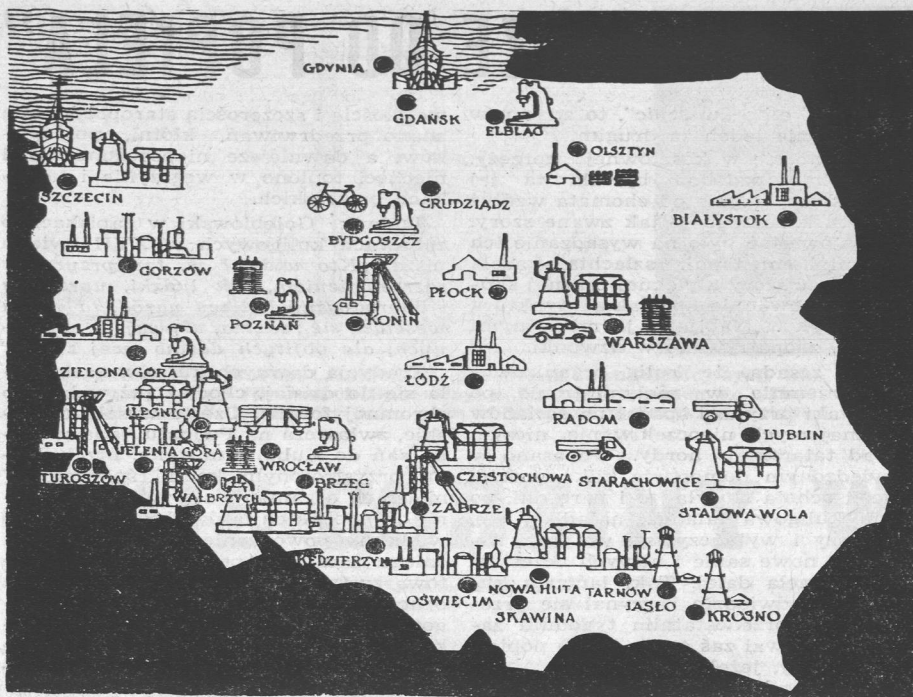 GDYNIA
GDAŃSK
ELBLĄG
OLSZTYN
SZCZECIN
GRUDZIĄDZ
BIAŁYSTOK
BYDGOSZCZ
GORZÓW
PŁOCK
POZNAŃ
KONIN
WARSZAWA
ZIELONA GÓRA
ŁÓDŹ
LEGNICA
RADOM
LUBLIN
JELENIA GÓRA
WROCŁAW
TUROSZÓW
CZĘSTOCHOWA
STARACHOWICE
WAŁBRZYCH
BRZEG
ZABRZE
STALOWA WOLA
KĘDZIERZYN
OŚWIĘCIM
NOWA HUTA
TARNÓW
SKAWINA
JASŁO
KROSNO